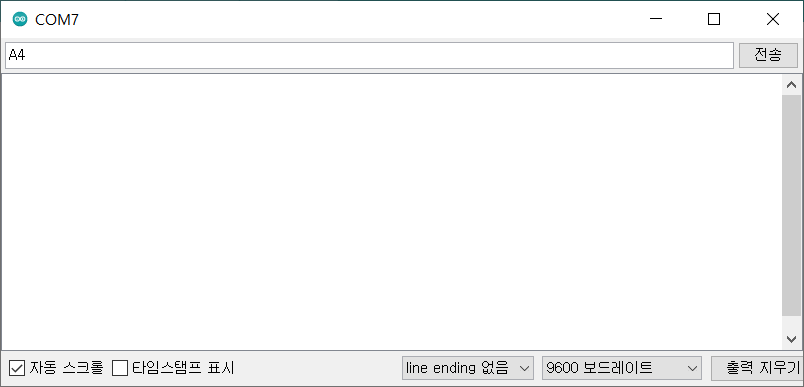 COM7
A4
전송
자동 스크롤
타임스탬프 표시
line ending 없음
9600 보드레이트
출력 지우기